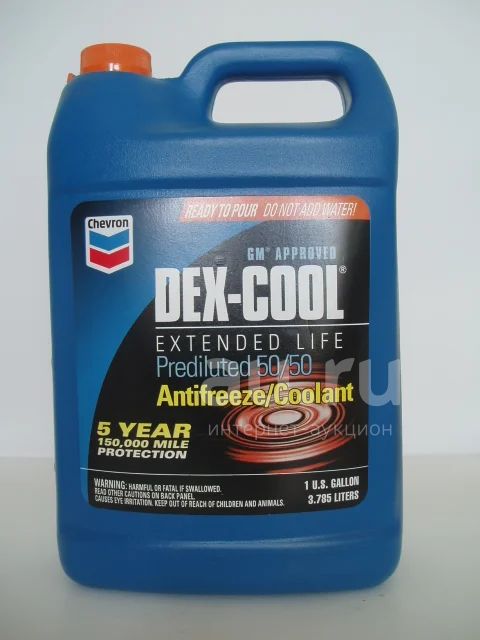 READY TO POUR DO NOT ADD WATER!
Chevron
GM® APPROVED
DEX-COOL®
EXTENDED LIFE
Prediluted 50/50
Antifreeze/Coolant
5 YEAR
150,000 MILE
PROTECTION
интернет аукцион
WARNING: HARMFUL OR FATAL IF SWALLOWED.
READ OTHER CAUTIONS ON BACK PANEL.
CAUSES EYE IRRITATION. KEEP OUT OF REACH OF CHILDREN AND ANIMALS.
1 U.S. GALLON
3.785 LITERS